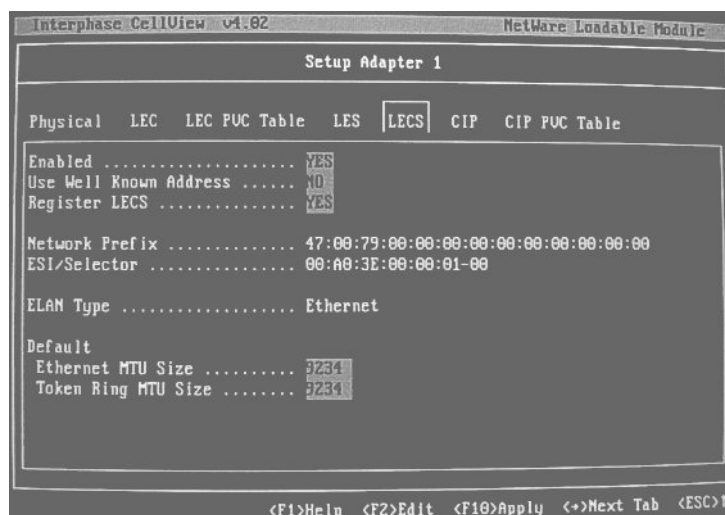 Interphase CellView v4.02 NetWare Loadable Module
Setup Adapter 1
Physical LEC LEC PVC Table LES LECS CIP CIP PVC Table
Enabled ..................... YES
Use Well Known Address ...... NO
Register LECS ............... YES
Network Prefix .............. 47:00:79:00:00:00:00:00:00:00:00:00:00
ESI/Selector ................ 00:A0:3E:00:00:01-00
ELAN Type ................... Ethernet
Default
Ethernet MTU Size .......... 9234
Token Ring MTU Size ........ 9234
<F1>Help <F2>Edit <F10>Apply <→>Next Tab <ESC>